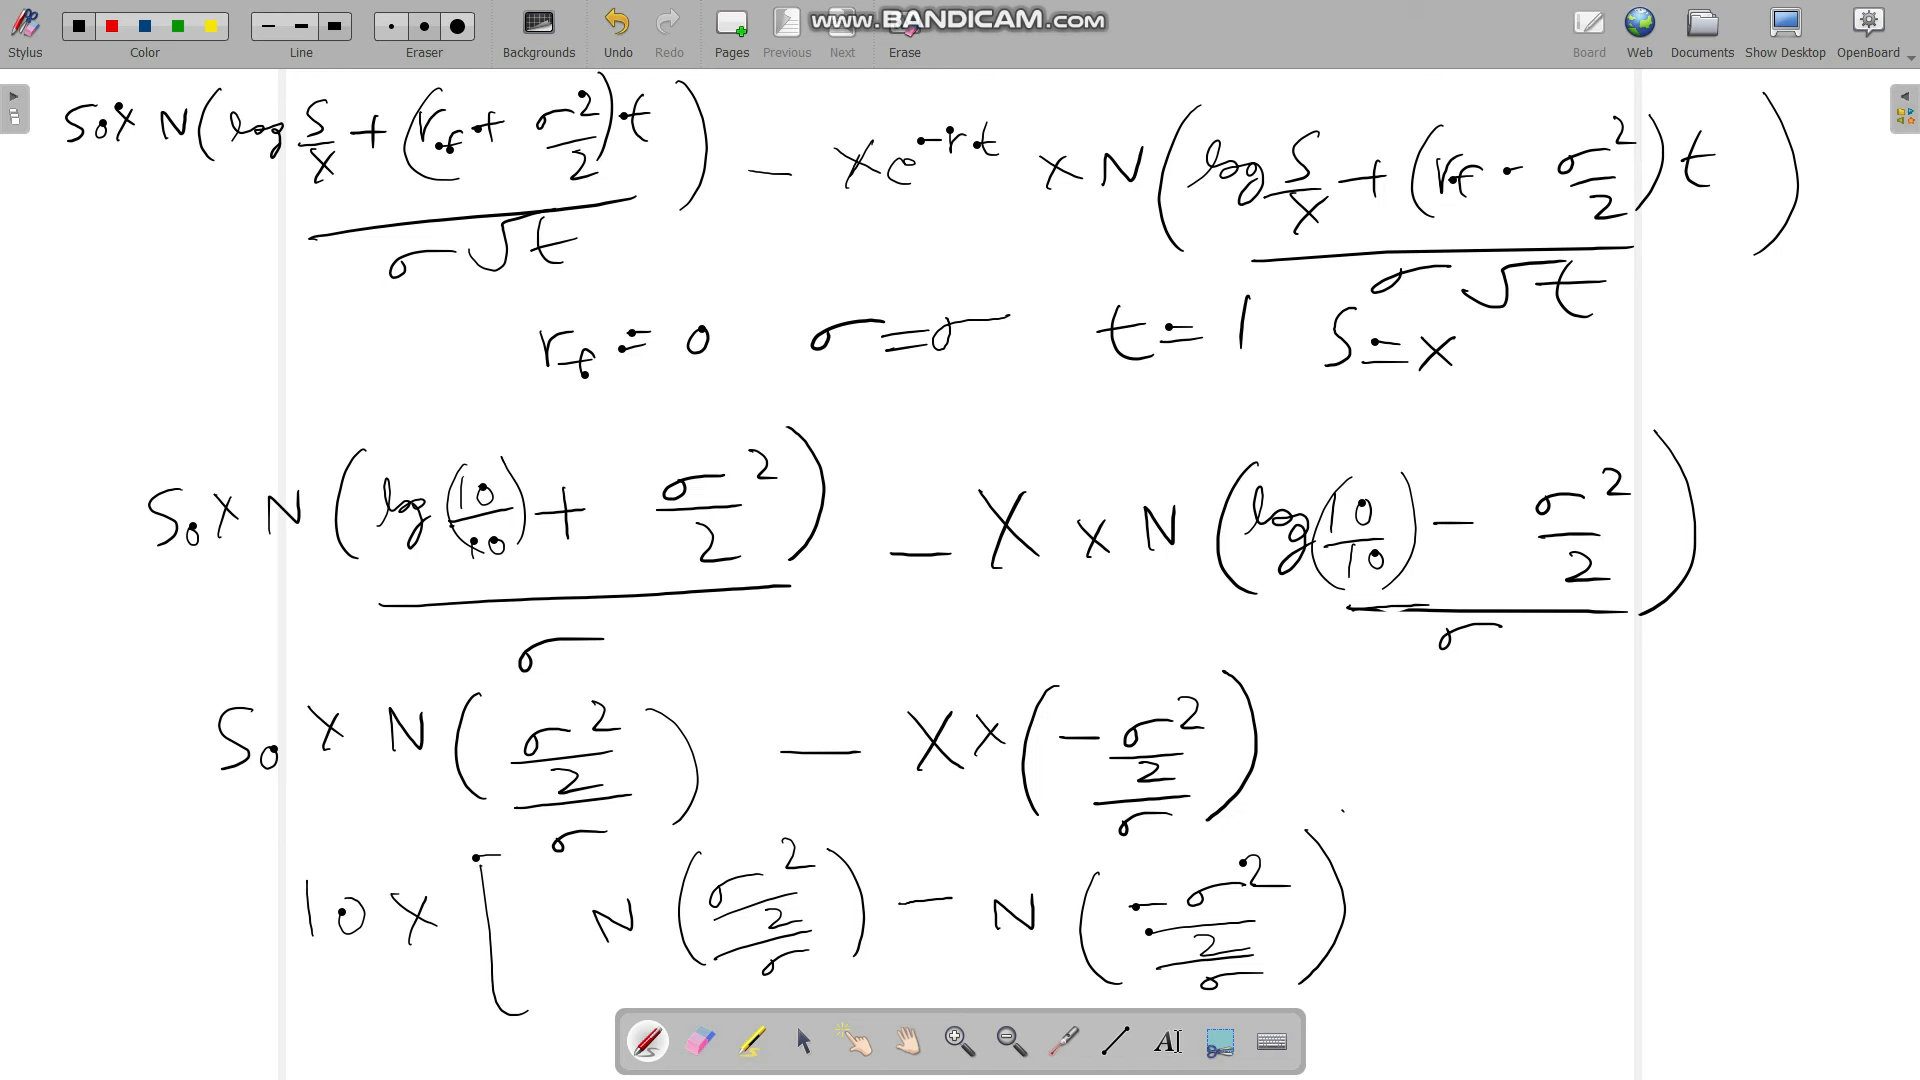 www.BANDICAM.com
Stylus Color Line Eraser Backgrounds Undo Redo Pages Previous Next Erase Board Web Documents Show Desktop OpenBoard
S₀ × N( (log S/X + (r_f + σ²/2)t) / σ√t ) − Xe^(-rt) × N( (log S/X + (r_f - σ²/2)t) / σ√t )
r_f = 0 σ = σ t = 1 S = X
S₀ × N( (log(10/10) + σ²/2) / σ ) − X × N( (log(10/10) − σ²/2) / σ )
S₀ × N( (σ²/2) / σ ) − X × ( (−σ²/2) / σ )
10 × [ N( (σ²/2) / σ ) − N( (−σ²/2) / σ )